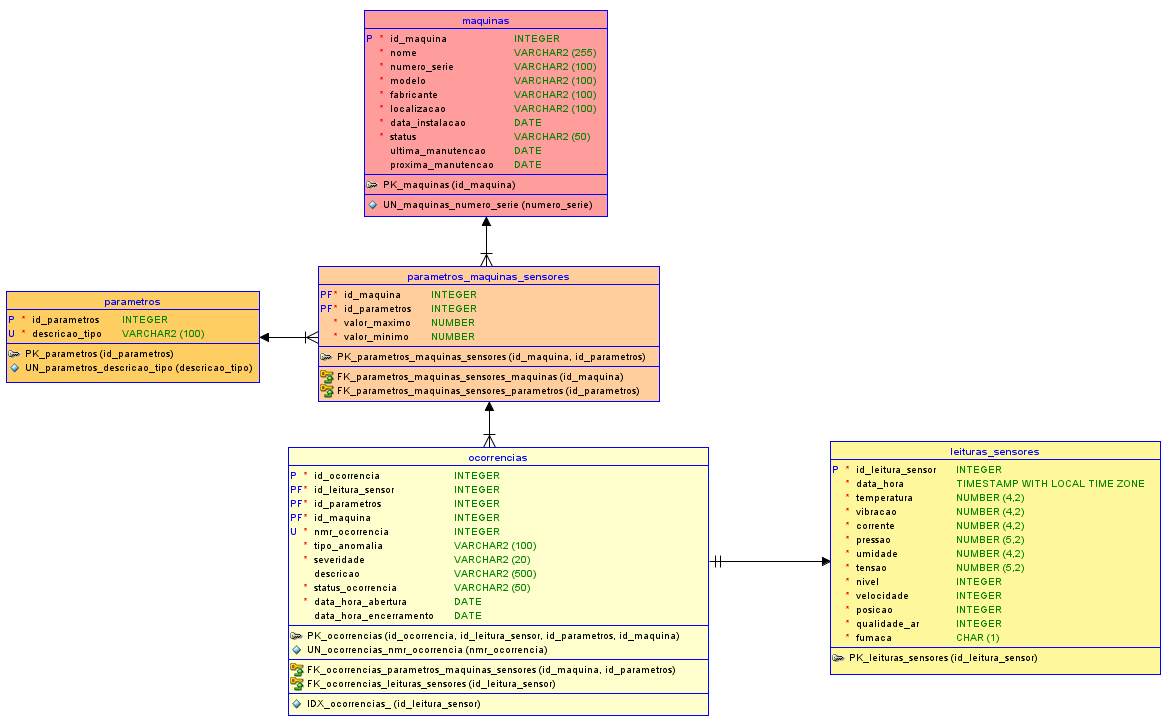 maquinas
P * id_maquina INTEGER
* nome VARCHAR2 (255)
* numero_serie VARCHAR2 (100)
* modelo VARCHAR2 (100)
* fabricante VARCHAR2 (100)
* localizacao VARCHAR2 (100)
* data_instalacao DATE
* status VARCHAR2 (50)
ultima_manutencao DATE
proxima_manutencao DATE
PK_maquinas (id_maquina)
UN_maquinas_numero_serie (numero_serie)
parametros
P * id_parametros INTEGER
U * descricao_tipo VARCHAR2 (100)
PK_parametros (id_parametros)
UN_parametros_descricao_tipo (descricao_tipo)
parametros_maquinas_sensores
PF* id_maquina INTEGER
PF* id_parametros INTEGER
* valor_maximo NUMBER
* valor_minimo NUMBER
PK_parametros_maquinas_sensores (id_maquina, id_parametros)
FK_parametros_maquinas_sensores_maquinas (id_maquina)
FK_parametros_maquinas_sensores_parametros (id_parametros)
ocorrencias
P * id_ocorrencia INTEGER
PF* id_leitura_sensor INTEGER
PF* id_parametros INTEGER
PF* id_maquina INTEGER
U * nmr_ocorrencia INTEGER
* tipo_anomalia VARCHAR2 (100)
* severidade VARCHAR2 (20)
descricao VARCHAR2 (500)
* status_ocorrencia VARCHAR2 (50)
* data_hora_abertura DATE
data_hora_encerramento DATE
PK_ocorrencias (id_ocorrencia, id_leitura_sensor, id_parametros, id_maquina)
UN_ocorrencias_nmr_ocorrencia (nmr_ocorrencia)
FK_ocorrencias_parametros_maquinas_sensores (id_maquina, id_parametros)
FK_ocorrencias_leituras_sensores (id_leitura_sensor)
IDX_ocorrencias_ (id_leitura_sensor)
leituras_sensores
P * id_leitura_sensor INTEGER
* data_hora TIMESTAMP WITH LOCAL TIME ZONE
* temperatura NUMBER (4,2)
* vibracao NUMBER (4,2)
* corrente NUMBER (4,2)
* pressao NUMBER (5,2)
* umidade NUMBER (4,2)
* tensao NUMBER (5,2)
* nivel INTEGER
* velocidade INTEGER
* posicao INTEGER
* qualidade_ar INTEGER
* fumaca CHAR (1)
PK_leituras_sensores (id_leitura_sensor)